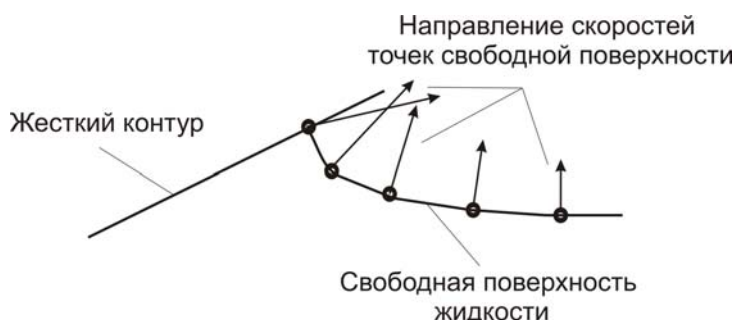 Направление скоростей
точек свободной поверхности
Жесткий контур
Свободная поверхность
жидкости